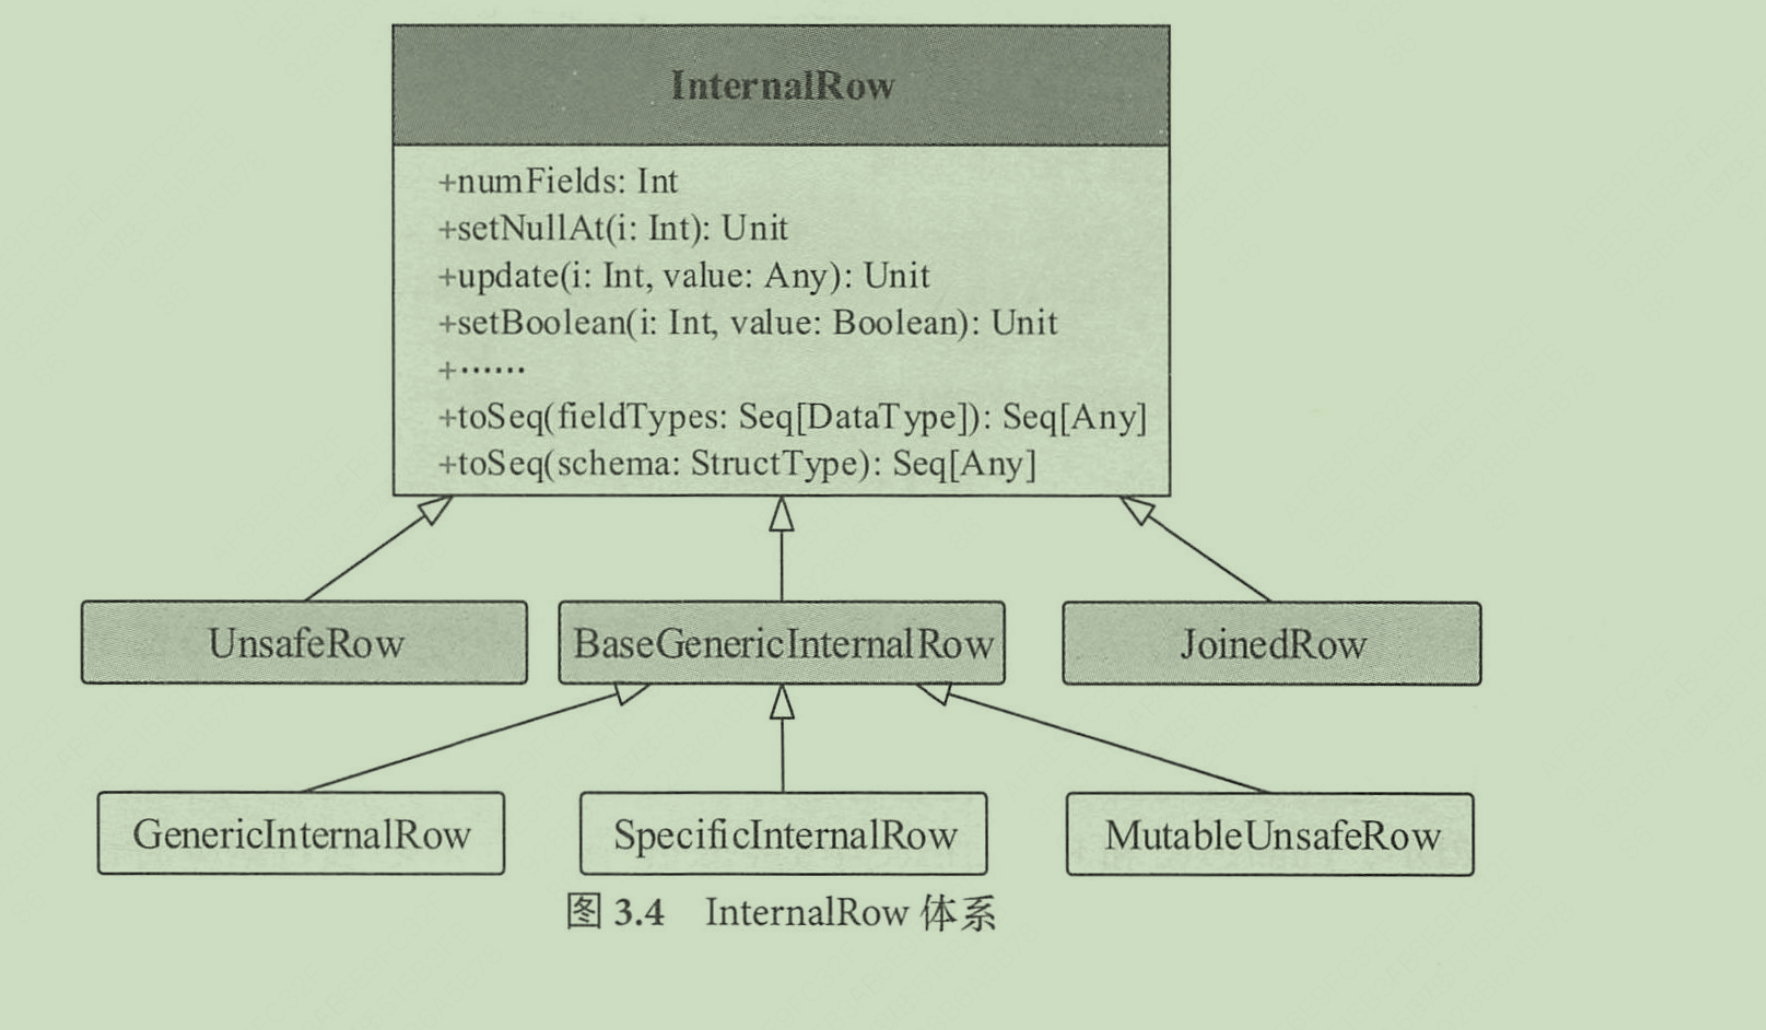 InternalRow
+numFields: Int
+setNullAt(i: Int): Unit
+update(i: Int, value: Any): Unit
+setBoolean(i: Int, value: Boolean): Unit
+······
+toSeq(fieldTypes: Seq[DataType]): Seq[Any]
+toSeq(schema: StructType): Seq[Any]
UnsafeRow
BaseGenericInternalRow
JoinedRow
GenericInternalRow
SpecificInternalRow
MutableUnsafeRow
图 3.4 InternalRow 体系